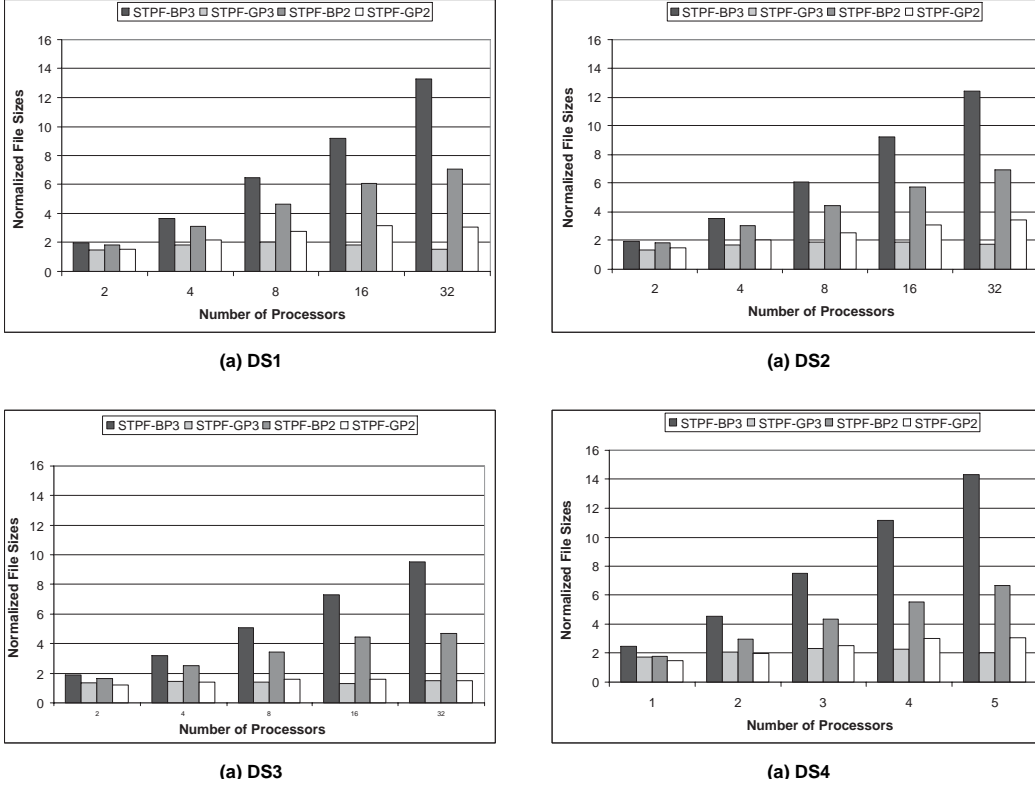 STPF-BP3 STPF-GP3 STPF-BP2 STPF-GP2
16
14
12
10
8
6
4
2
0
Normalized File Sizes
2 4 8 16 32
Number of Processors
(a) DS1
STPF-BP3 STPF-GP3 STPF-BP2 STPF-GP2
16
14
12
10
8
6
4
2
0
Normalized File Sizes
2 4 8 16 32
Number of Processors
(a) DS2
STPF-BP3 STPF-GP3 STPF-BP2 STPF-GP2
16
14
12
10
8
6
4
2
0
Normalized File Sizes
2 4 8 16 32
Number of Processors
(a) DS3
STPF-BP3 STPF-GP3 STPF-BP2 STPF-GP2
16
14
12
10
8
6
4
2
0
Normalized File Sizes
1 2 3 4 5
Number of Processors
(a) DS4